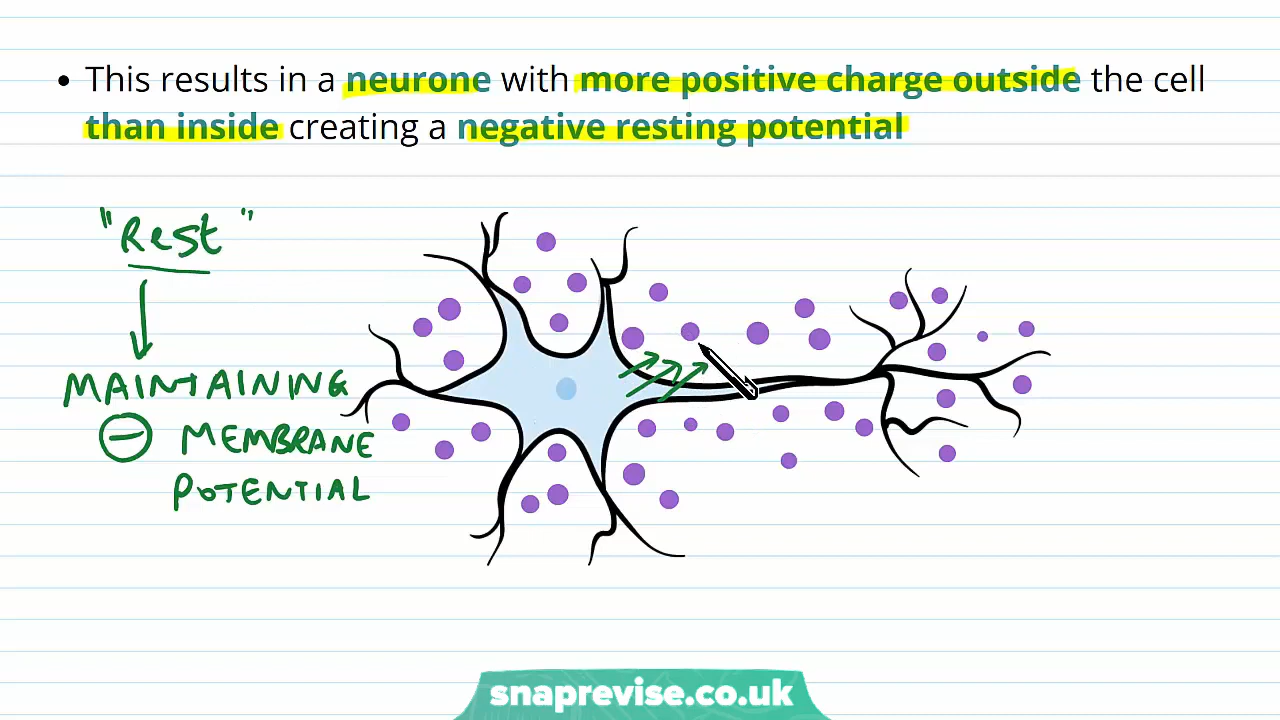 • This results in a neurone with more positive charge outside the cell
than inside creating a negative resting potential
"Rest"
MAINTAINING
⊖ MEMBRANE
POTENTIAL
snaprevise.co.uk